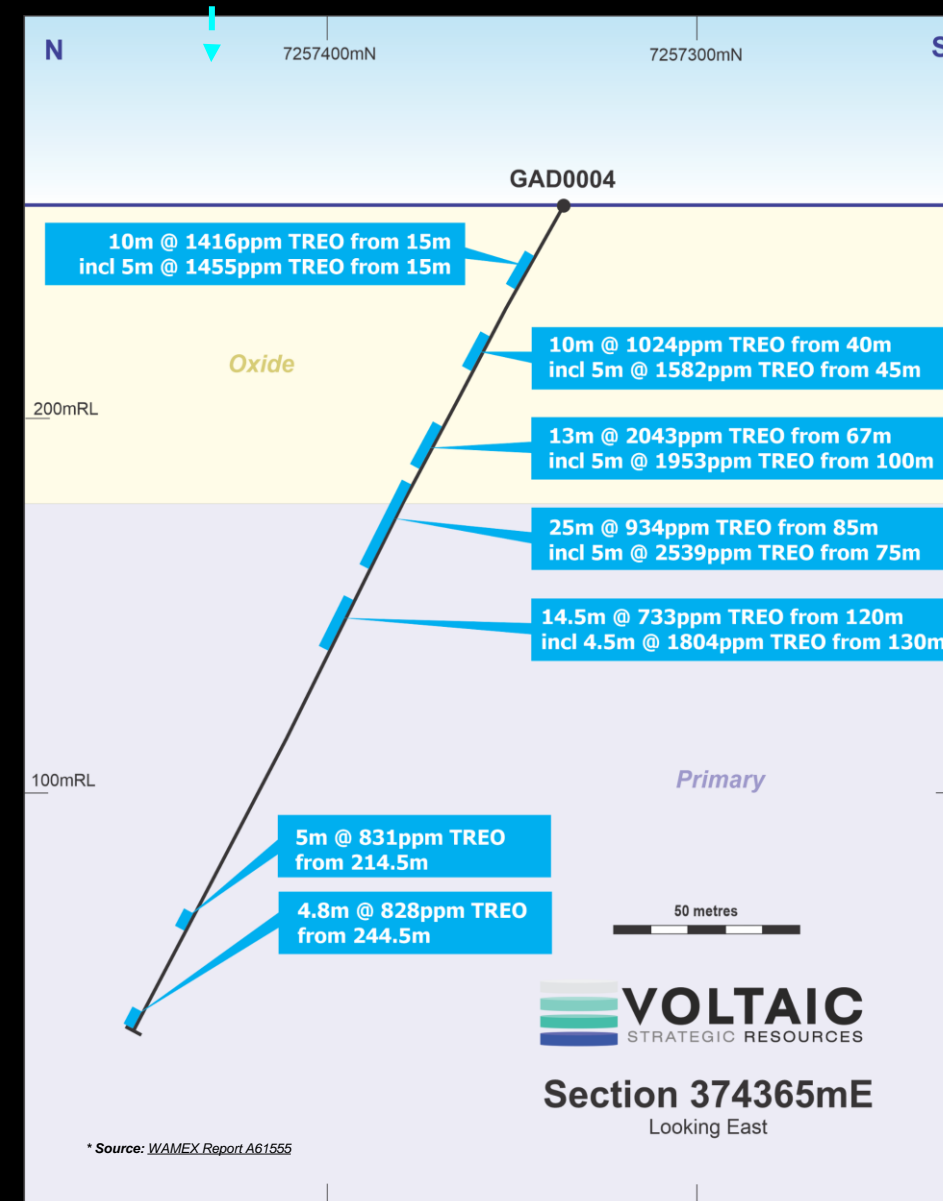 N
7257400mN
7257300mN
S
GAD0004
10m @ 1416ppm TREO from 15m
incl 5m @ 1455ppm TREO from 15m
Oxide
10m @ 1024ppm TREO from 40m
incl 5m @ 1582ppm TREO from 45m
200mRL
13m @ 2043ppm TREO from 67m
incl 5m @ 1953ppm TREO from 100m
25m @ 934ppm TREO from 85m
incl 5m @ 2539ppm TREO from 75m
14.5m @ 733ppm TREO from 120m
incl 4.5m @ 1804ppm TREO from 130m
100mRL
Primary
5m @ 831ppm TREO
from 214.5m
4.8m @ 828ppm TREO
from 244.5m
50 metres
VOLTAIC
STRATEGIC RESOURCES
Section 374365mE
Looking East
* Source: WAMEX Report A61555